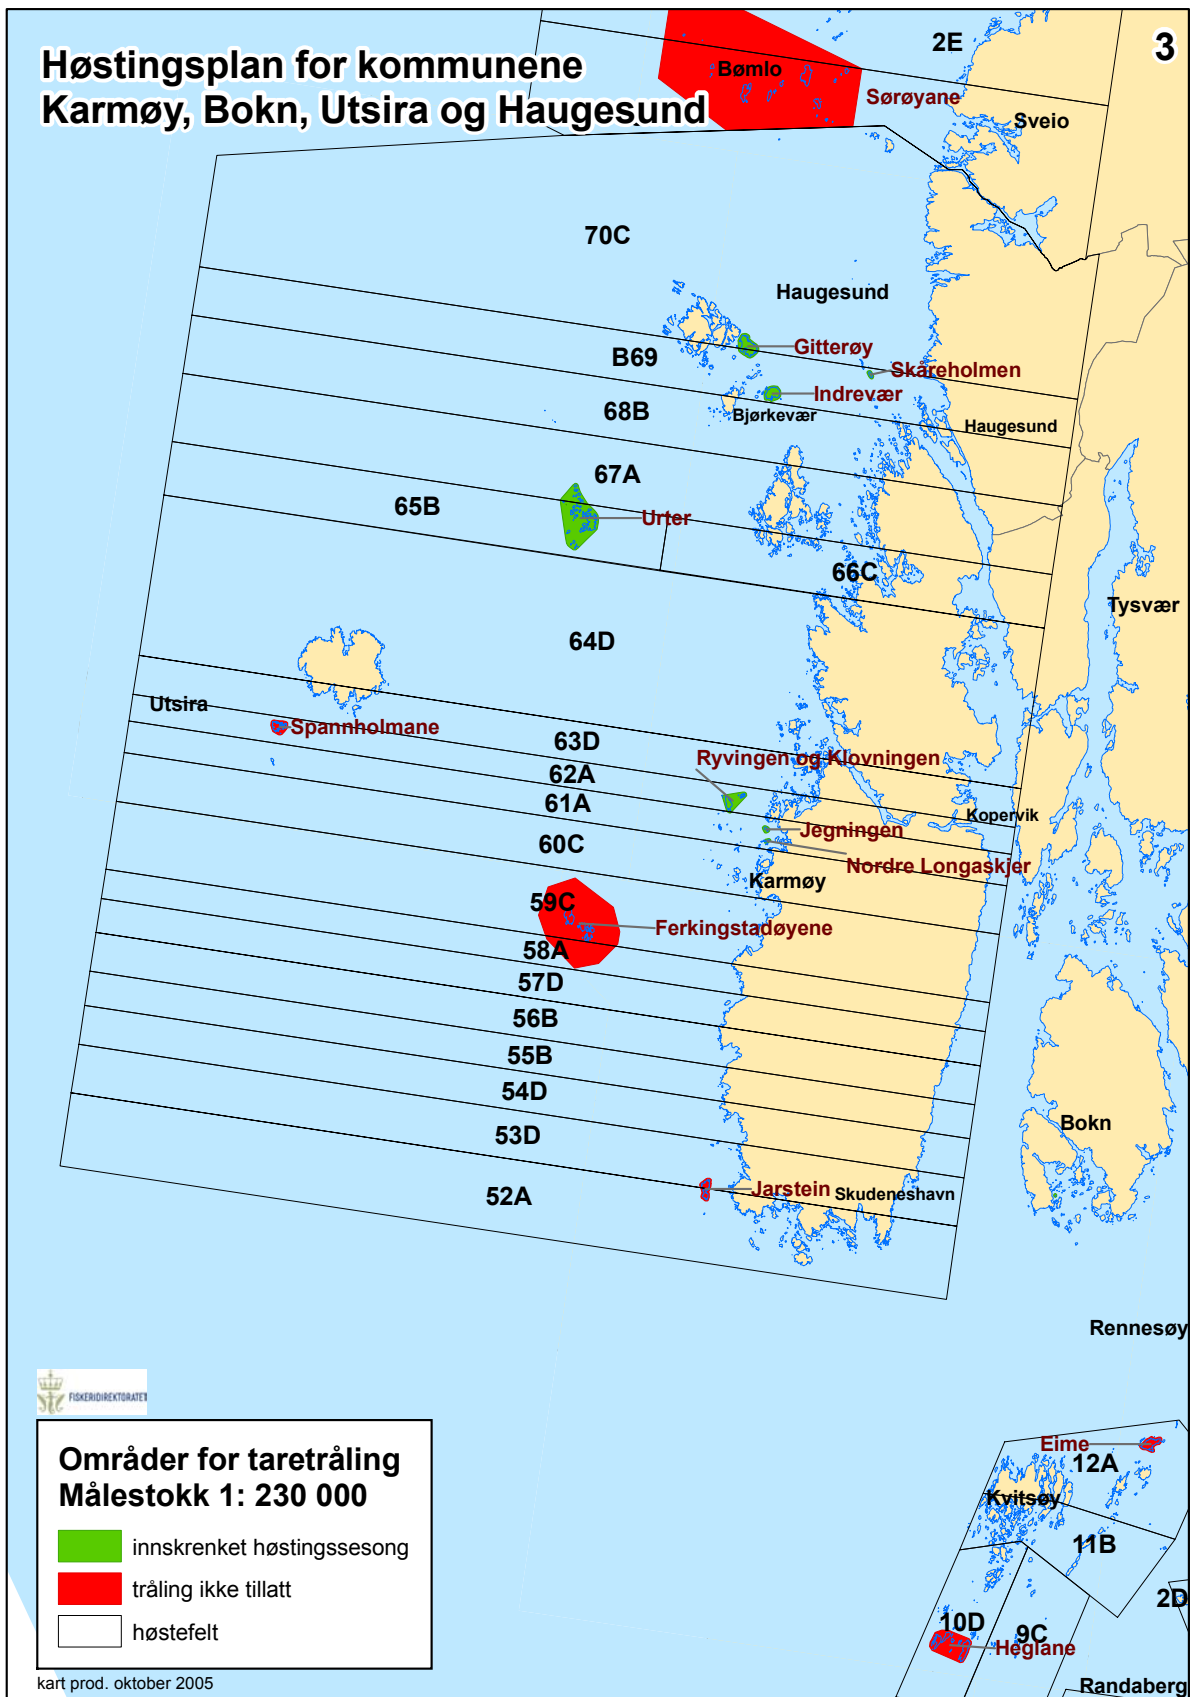 Høstingsplan for kommunene
Karmøy, Bokn, Utsira og Haugesund
3
2E
Bømlo
Sørøyane
Sveio
70C
Haugesund
Gitterøy
B69
Skåreholmen
Indrevær
68B
Bjørkevær
Haugesund
67A
65B
Urter
66C
Tysvær
64D
Utsira
Spannholmane
63D
Ryvingen og Klovningen
62A
61A
Kopervik
Jegningen
60C
Nordre Longaskjer
Karmøy
59C
Ferkingstadøyene
58A
57D
56B
55B
54D
Bokn
53D
Jarstein
Skudeneshavn
52A
Rennesøy
FISKERIDIREKTORATET
Områder for taretråling
Målestokk 1: 230 000
innskrenket høstingssesong
tråling ikke tillatt
høstefelt
kart prod. oktober 2005
Eime
12A
Kvitsøy
11B
2D
10D
9C
Heglane
Randaberg